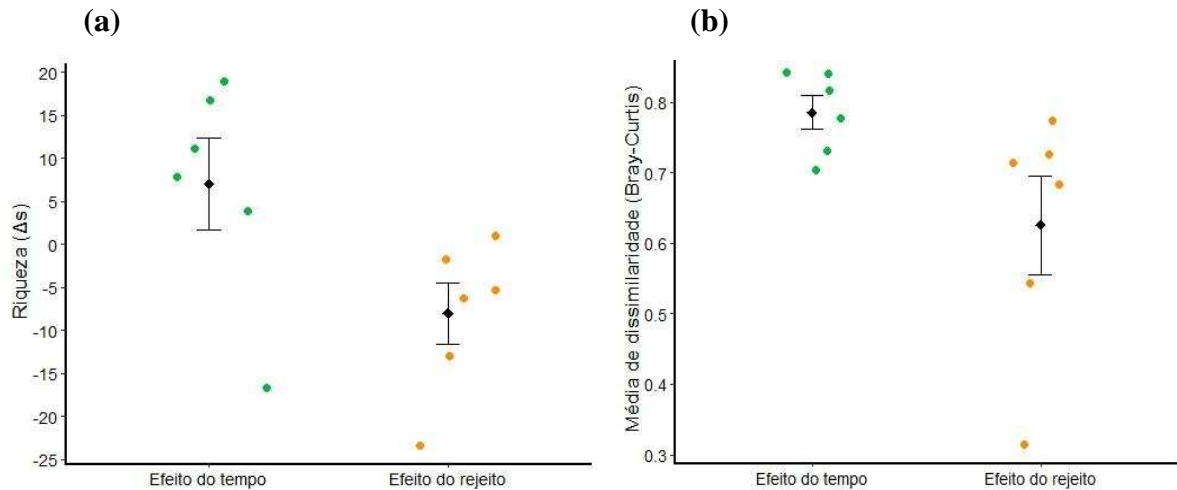 (a)
Riqueza (Δs)
20
15
10
5
0
-5
-10
-15
-20
-25
Efeito do tempo Efeito do rejeito
(b)
Média de dissimilaridade (Bray-Curtis)
0.8
0.7
0.6
0.5
0.4
0.3
Efeito do tempo Efeito do rejeito